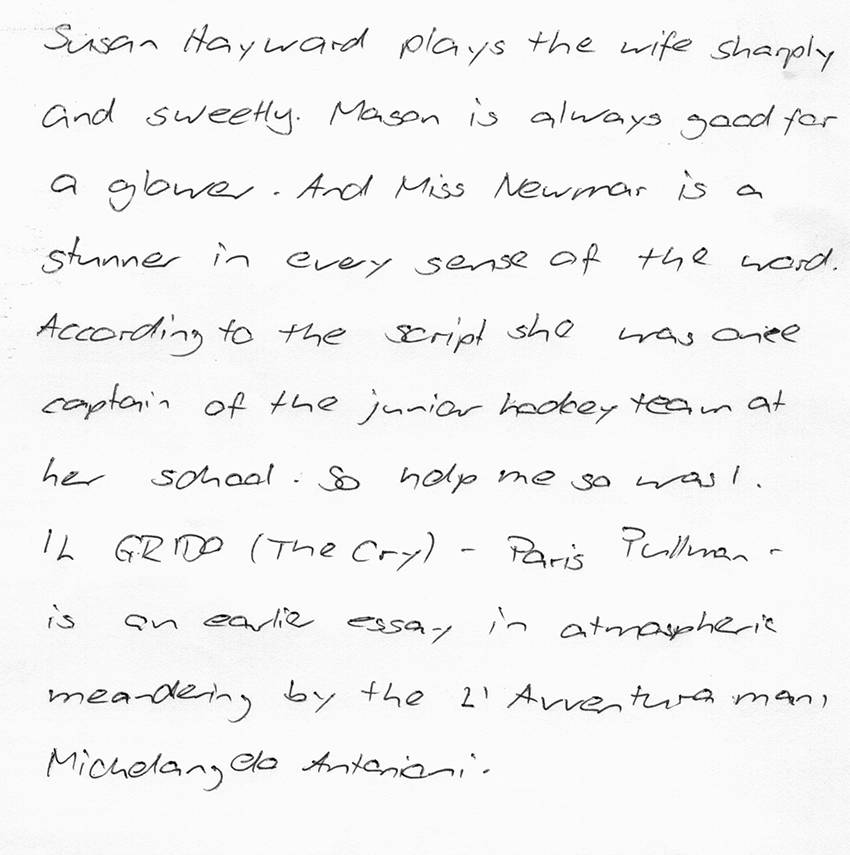 Susan Hayward plays the wife sharply
and sweetly. Mason is always good for
a glower. And Miss Newmar is a
stunner in every sense of the word.
According to the script she was once
captain of the junior hockey team at
her school. So help me so was I.
IL GRIDO (The Cry) - Paris Pullman -
is an earlie essay in atmospheric
meandering by the L'Avventura man,
Michelangelo Antonioni.